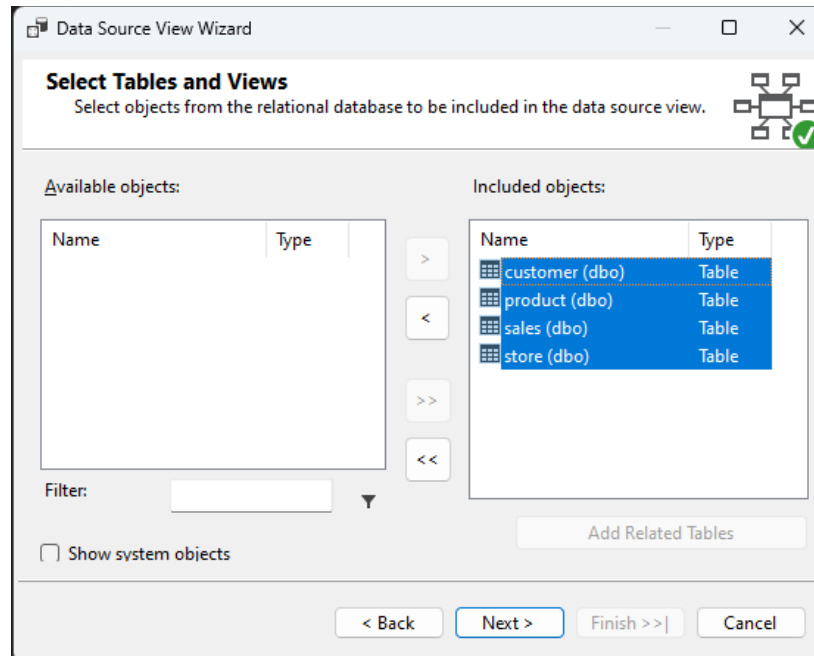 Data Source View Wizard
Select Tables and Views
Select objects from the relational database to be included in the data source view.
Available objects:
Included objects:
Name Type
Name Type
>
customer (dbo) Table
product (dbo) Table
<
sales (dbo) Table
store (dbo) Table
>>
<<
Filter:
Add Related Tables
Show system objects
< Back Next > Finish >>| Cancel